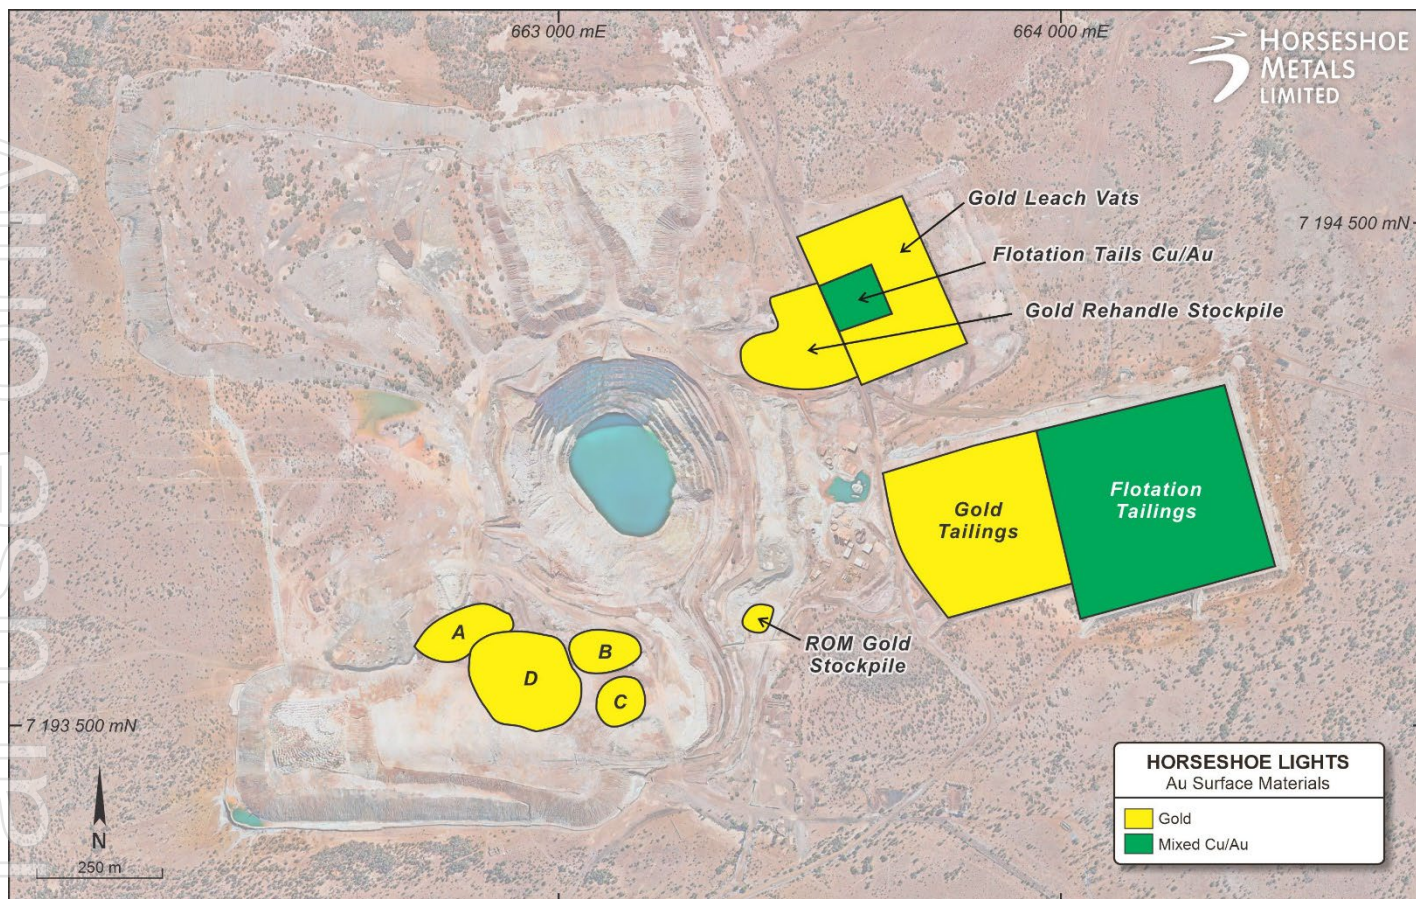 663 000 mE
664 000 mE
HORSESHOE
METALS
LIMITED
Gold Leach Vats
7 194 500 mN
Flotation Tails Cu/Au
Gold Rehandle Stockpile
Gold
Tailings
Flotation
Tailings
A
B
C
D
ROM Gold
Stockpile
7 193 500 mN
N
250 m
HORSESHOE LIGHTS
Au Surface Materials
Gold
Mixed Cu/Au
use only